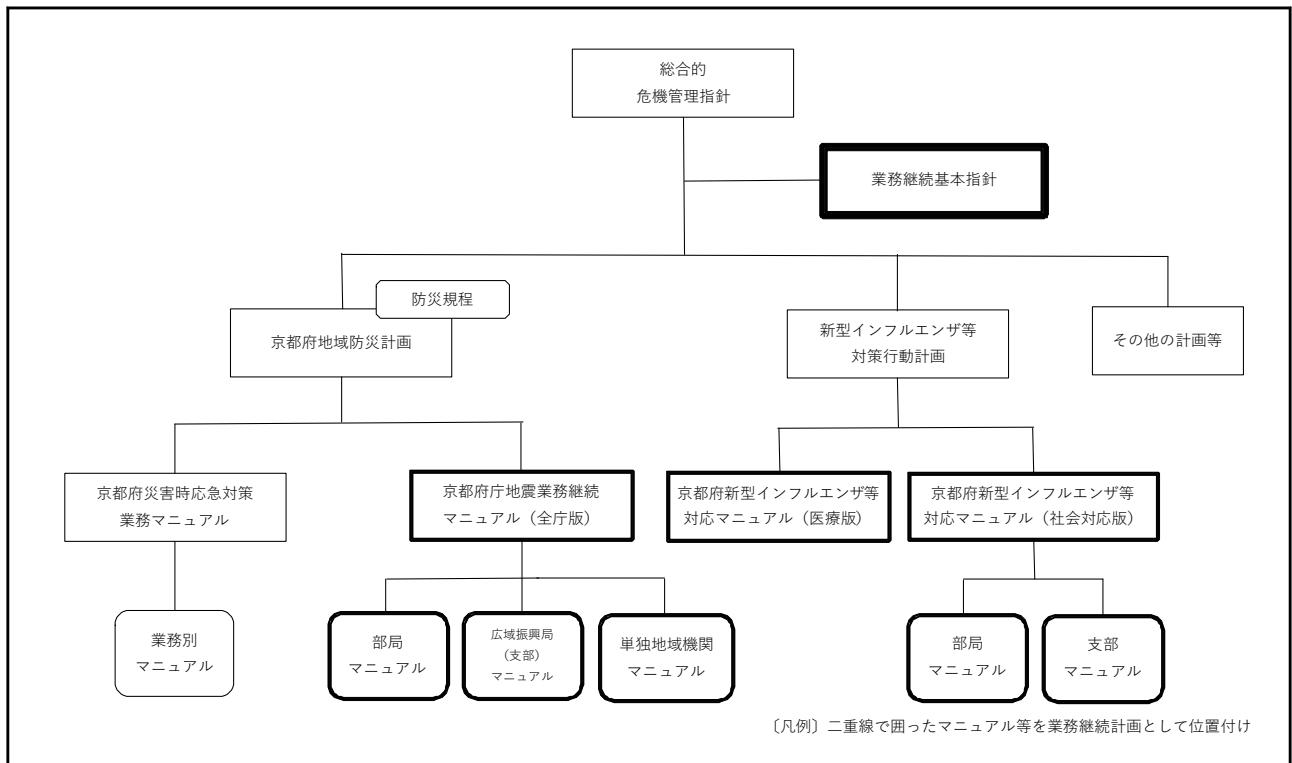 総合的
危機管理指針
業務継続基本指針
防災規程
京都府地域防災計画
新型インフルエンザ等
対策行動計画
その他の計画等
京都府災害時応急対策
業務マニュアル
京都府庁地震業務継続
マニュアル（全庁版）
京都府新型インフルエンザ等
対応マニュアル（医療版）
京都府新型インフルエンザ等
対応マニュアル（社会対応版）
業務別
マニュアル
部局
マニュアル
広域振興局
（支部）
マニュアル
単独地域機関
マニュアル
部局
マニュアル
支部
マニュアル
〔凡例〕二重線で囲ったマニュアル等を業務継続計画として位置付け